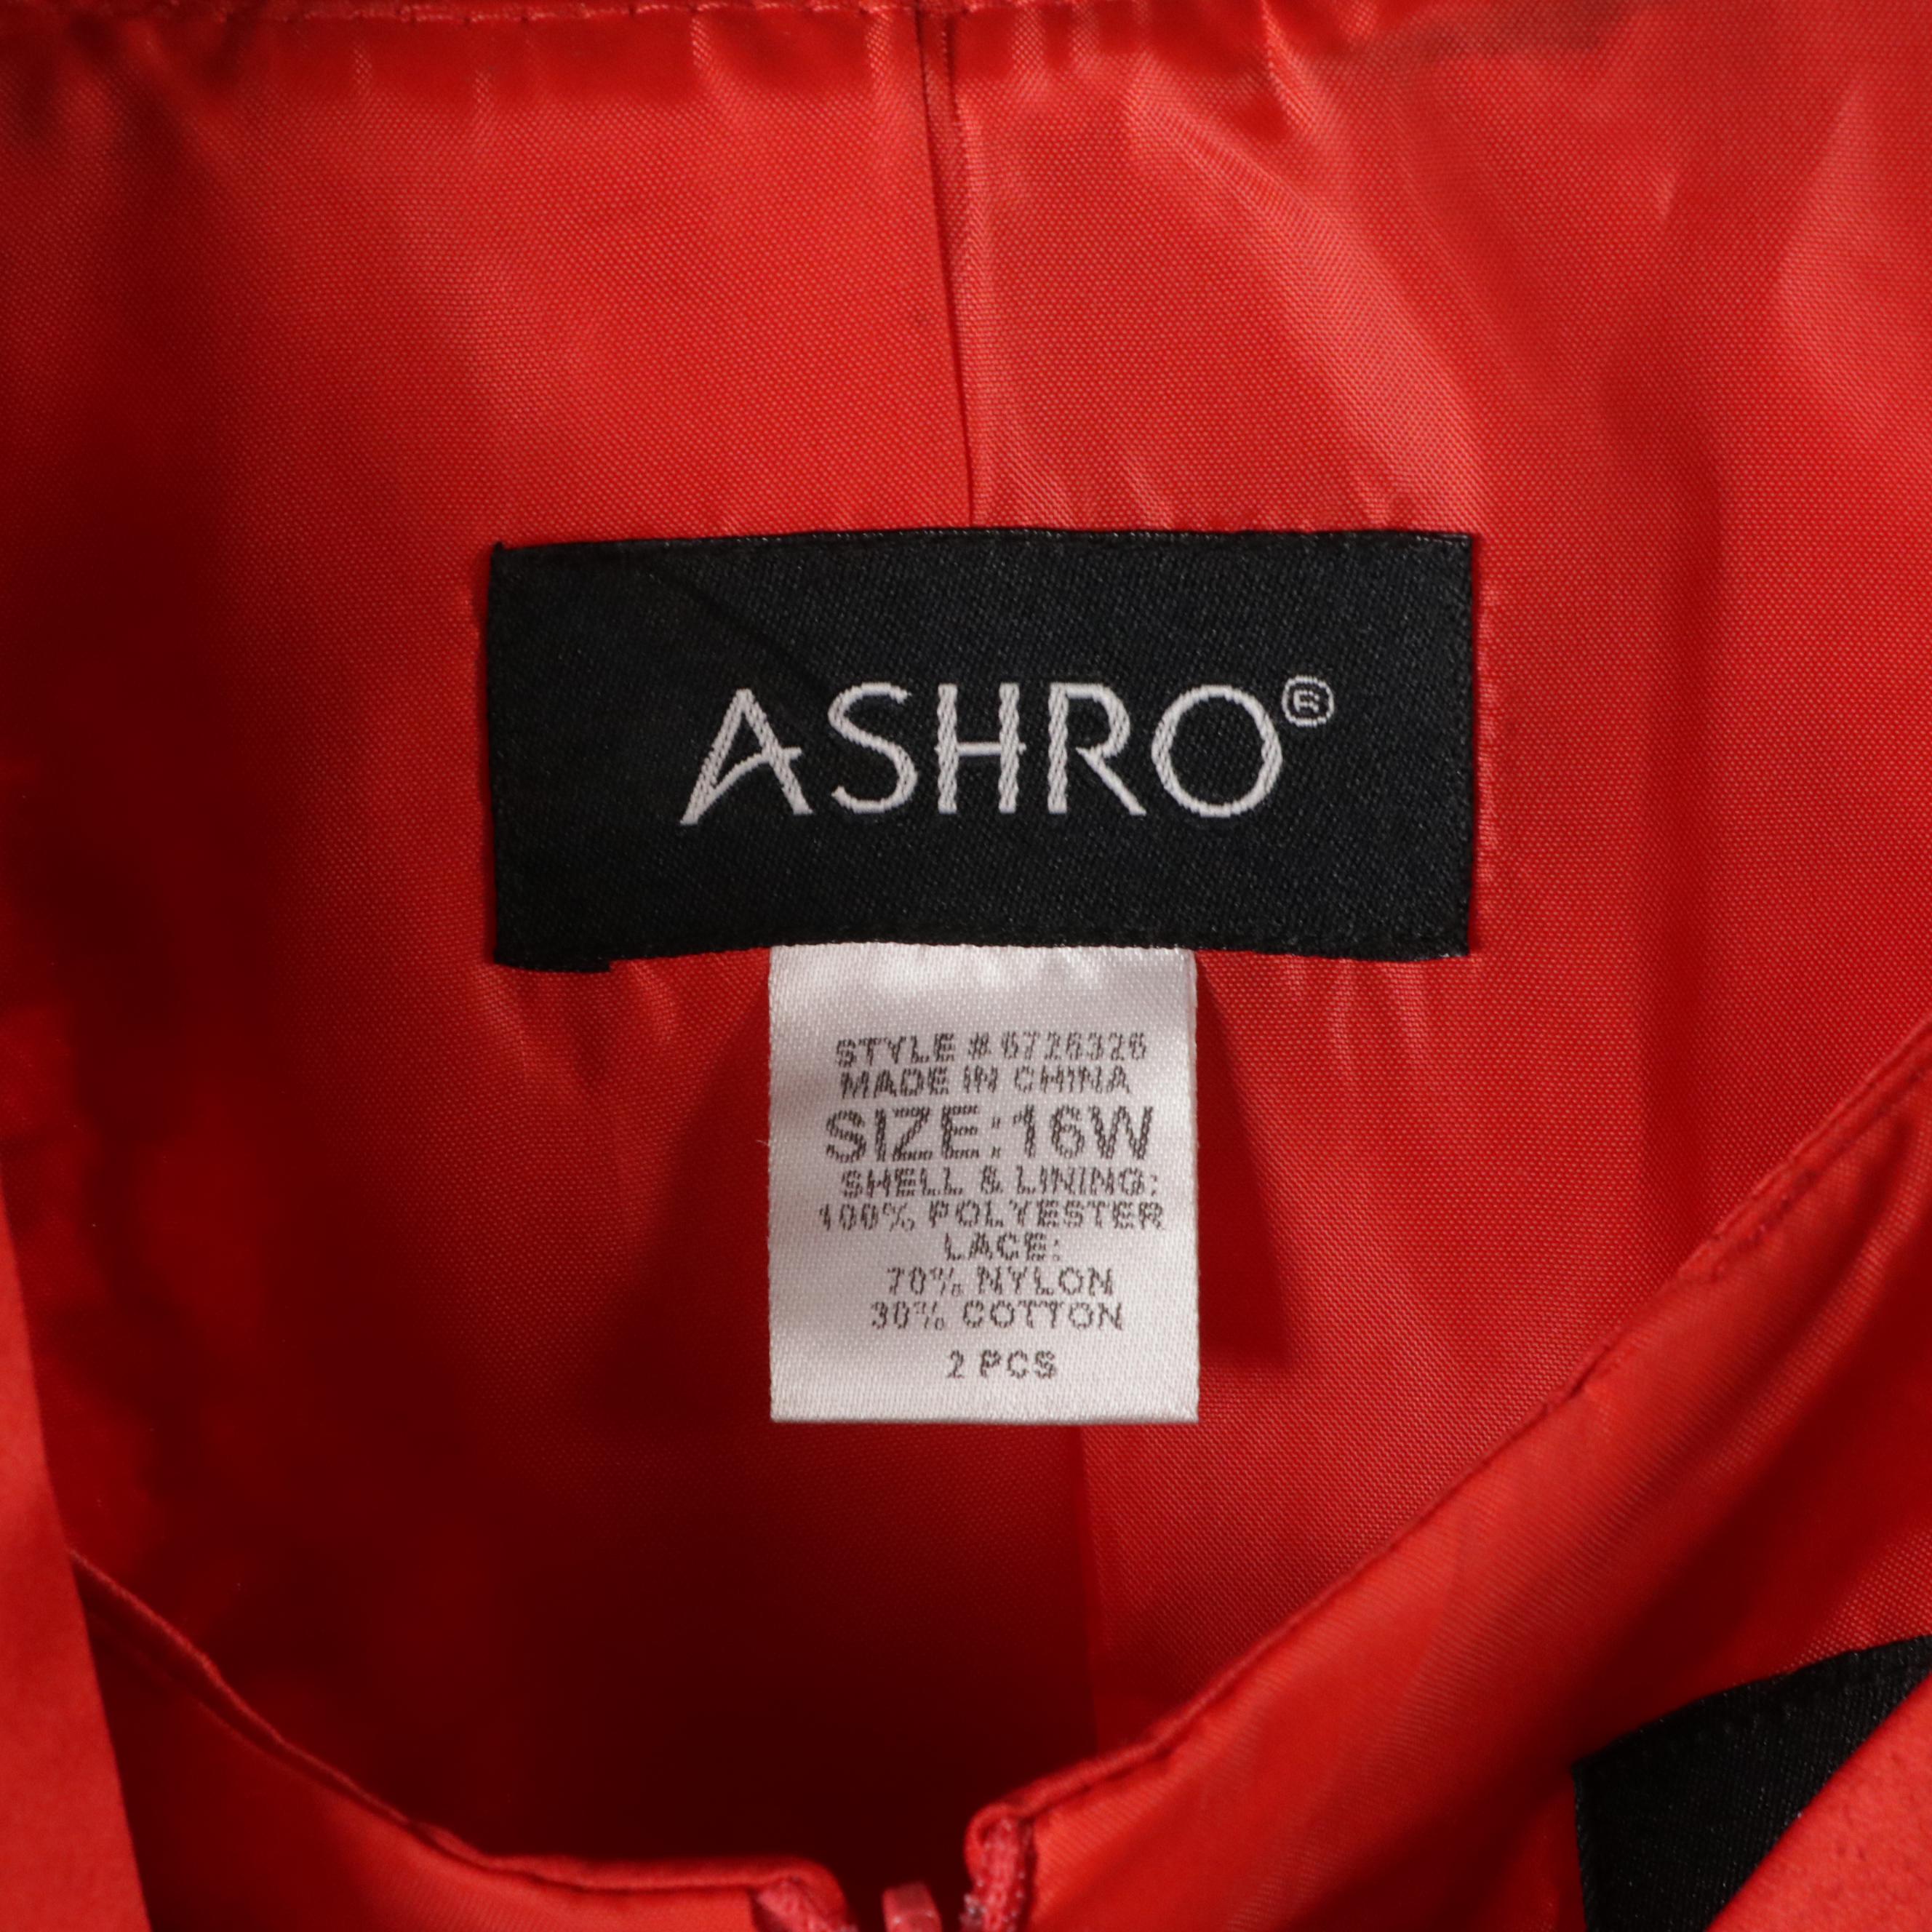 ASHRO®
STYLE # 6726326
MADE IN CHINA
SIZE:16W
SHELL & LINING:
100% POLYESTER
LACE:
70% NYLON
30% COTTON
2 PCS